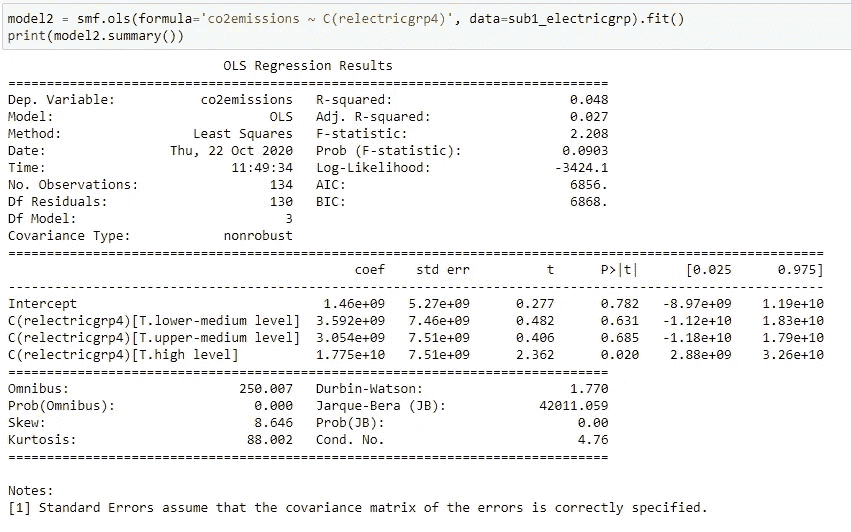 model2 = smf.ols(formula='co2emissions ~ C(relectricgrp4)', data=sub1_electricgrp).fit()
print(model2.summary())
OLS Regression Results
==============================================================================
Dep. Variable: co2emissions R-squared: 0.048
Model: OLS Adj. R-squared: 0.027
Method: Least Squares F-statistic: 2.208
Date: Thu, 22 Oct 2020 Prob (F-statistic): 0.0903
Time: 11:49:34 Log-Likelihood: -3424.1
No. Observations: 134 AIC: 6856.
Df Residuals: 130 BIC: 6868.
Df Model: 3
Covariance Type: nonrobust
==========================================================================================================
coef std err t P>|t| [0.025 0.975]
----------------------------------------------------------------------------------------------------------
Intercept 1.46e+09 5.27e+09 0.277 0.782 -8.97e+09 1.19e+10
C(relectricgrp4)[T.lower-medium level] 3.592e+09 7.46e+09 0.482 0.631 -1.12e+10 1.83e+10
C(relectricgrp4)[T.upper-medium level] 3.054e+09 7.51e+09 0.406 0.685 -1.18e+10 1.79e+10
C(relectricgrp4)[T.high level] 1.775e+10 7.51e+09 2.362 0.020 2.88e+09 3.26e+10
==============================================================================
Omnibus: 250.007 Durbin-Watson: 1.770
Prob(Omnibus): 0.000 Jarque-Bera (JB): 42011.059
Skew: 8.646 Prob(JB): 0.00
Kurtosis: 88.002 Cond. No. 4.76
==============================================================================
Notes:
[1] Standard Errors assume that the covariance matrix of the errors is correctly specified.